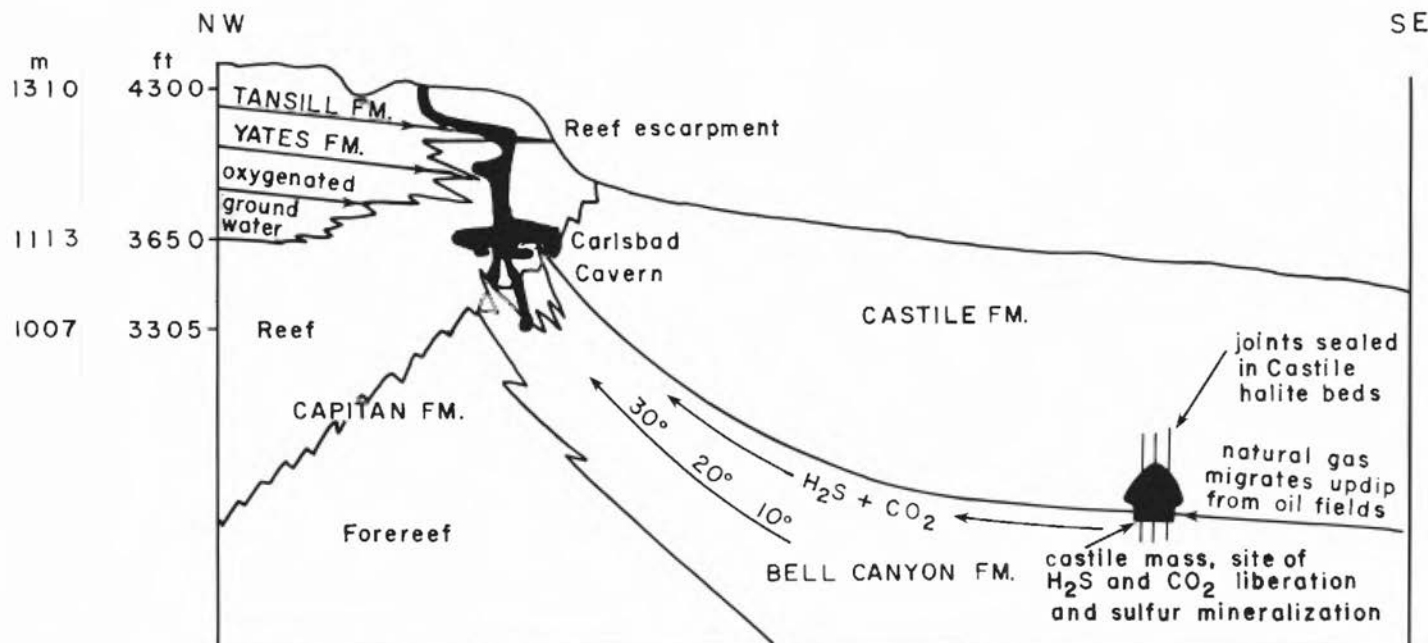 NW
SE
m
ft
1310
4300
TANSILL FM.
YATES FM.
oxygenated
ground
water
Reef escarpment
1113
3650
Carlsbad
Cavern
1007
3305
Reef
CAPITAN FM.
Forereef
CASTILE FM.
joints sealed
in Castile
halite beds
30°
20°
10°
H₂S + CO₂
natural gas
migrates updip
from oil fields
BELL CANYON FM.
castile mass, site of
H₂S and CO₂ liberation
and sulfur mineralization